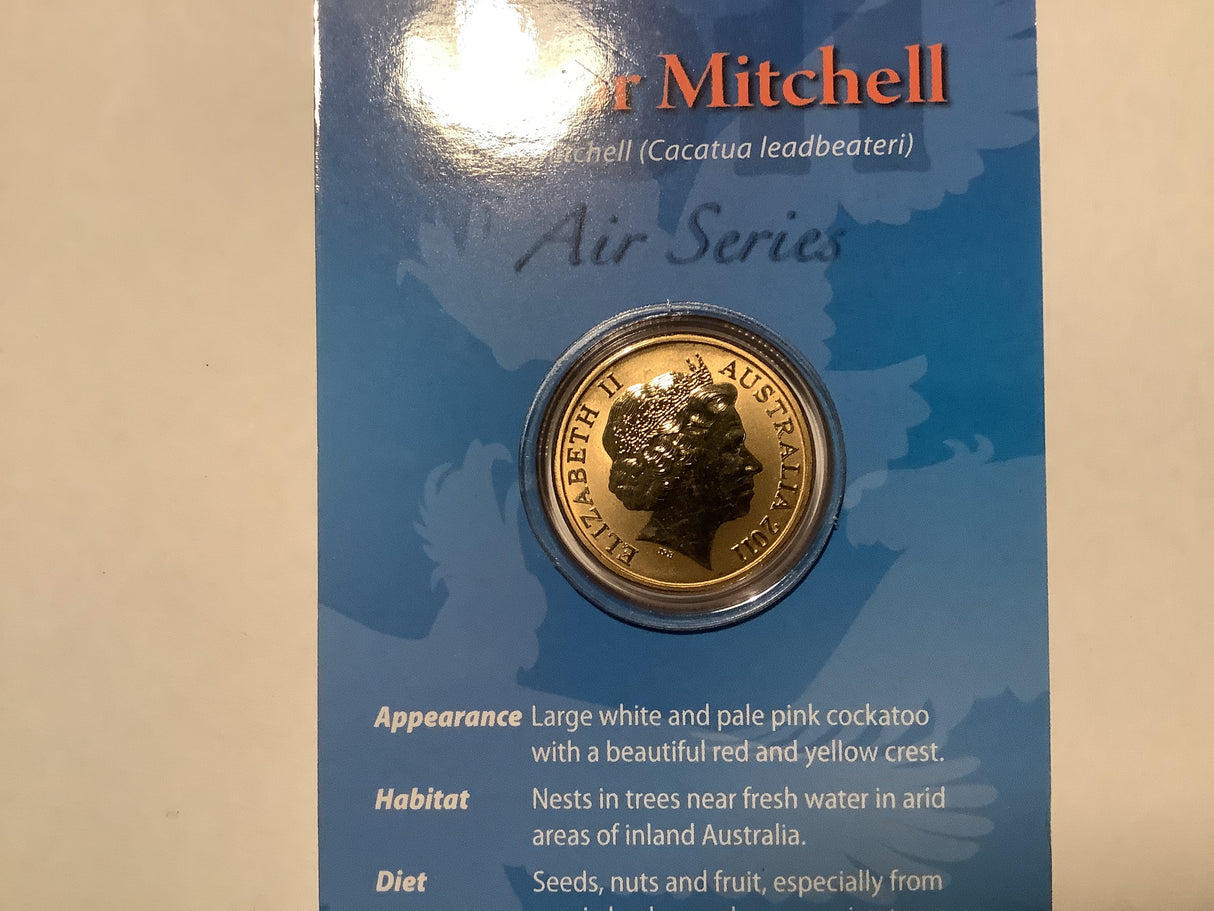 Mitchell
(Cacatua leadbeateri)
Air Series
ELIZABETH II AUSTRALIA 2011
Appearance Large white and pale pink cockatoo
with a beautiful red and yellow crest.
Habitat Nests in trees near fresh water in arid
areas of inland Australia.
Diet Seeds, nuts and fruit, especially from